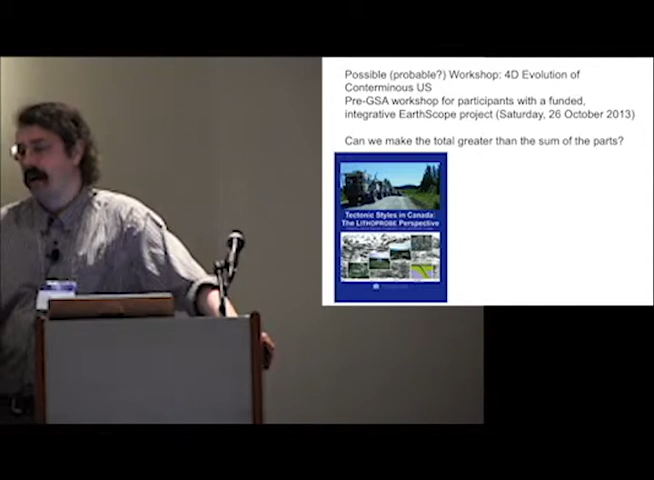 Possible (probable?) Workshop: 4D Evolution of
Conterminous US
Pre-GSA workshop for participants with a funded,
integrative EarthScope project (Saturday, 26 October 2013)
Can we make the total greater than the sum of the parts?
Tectonic Styles in Canada:
The LITHOPROBE Perspective